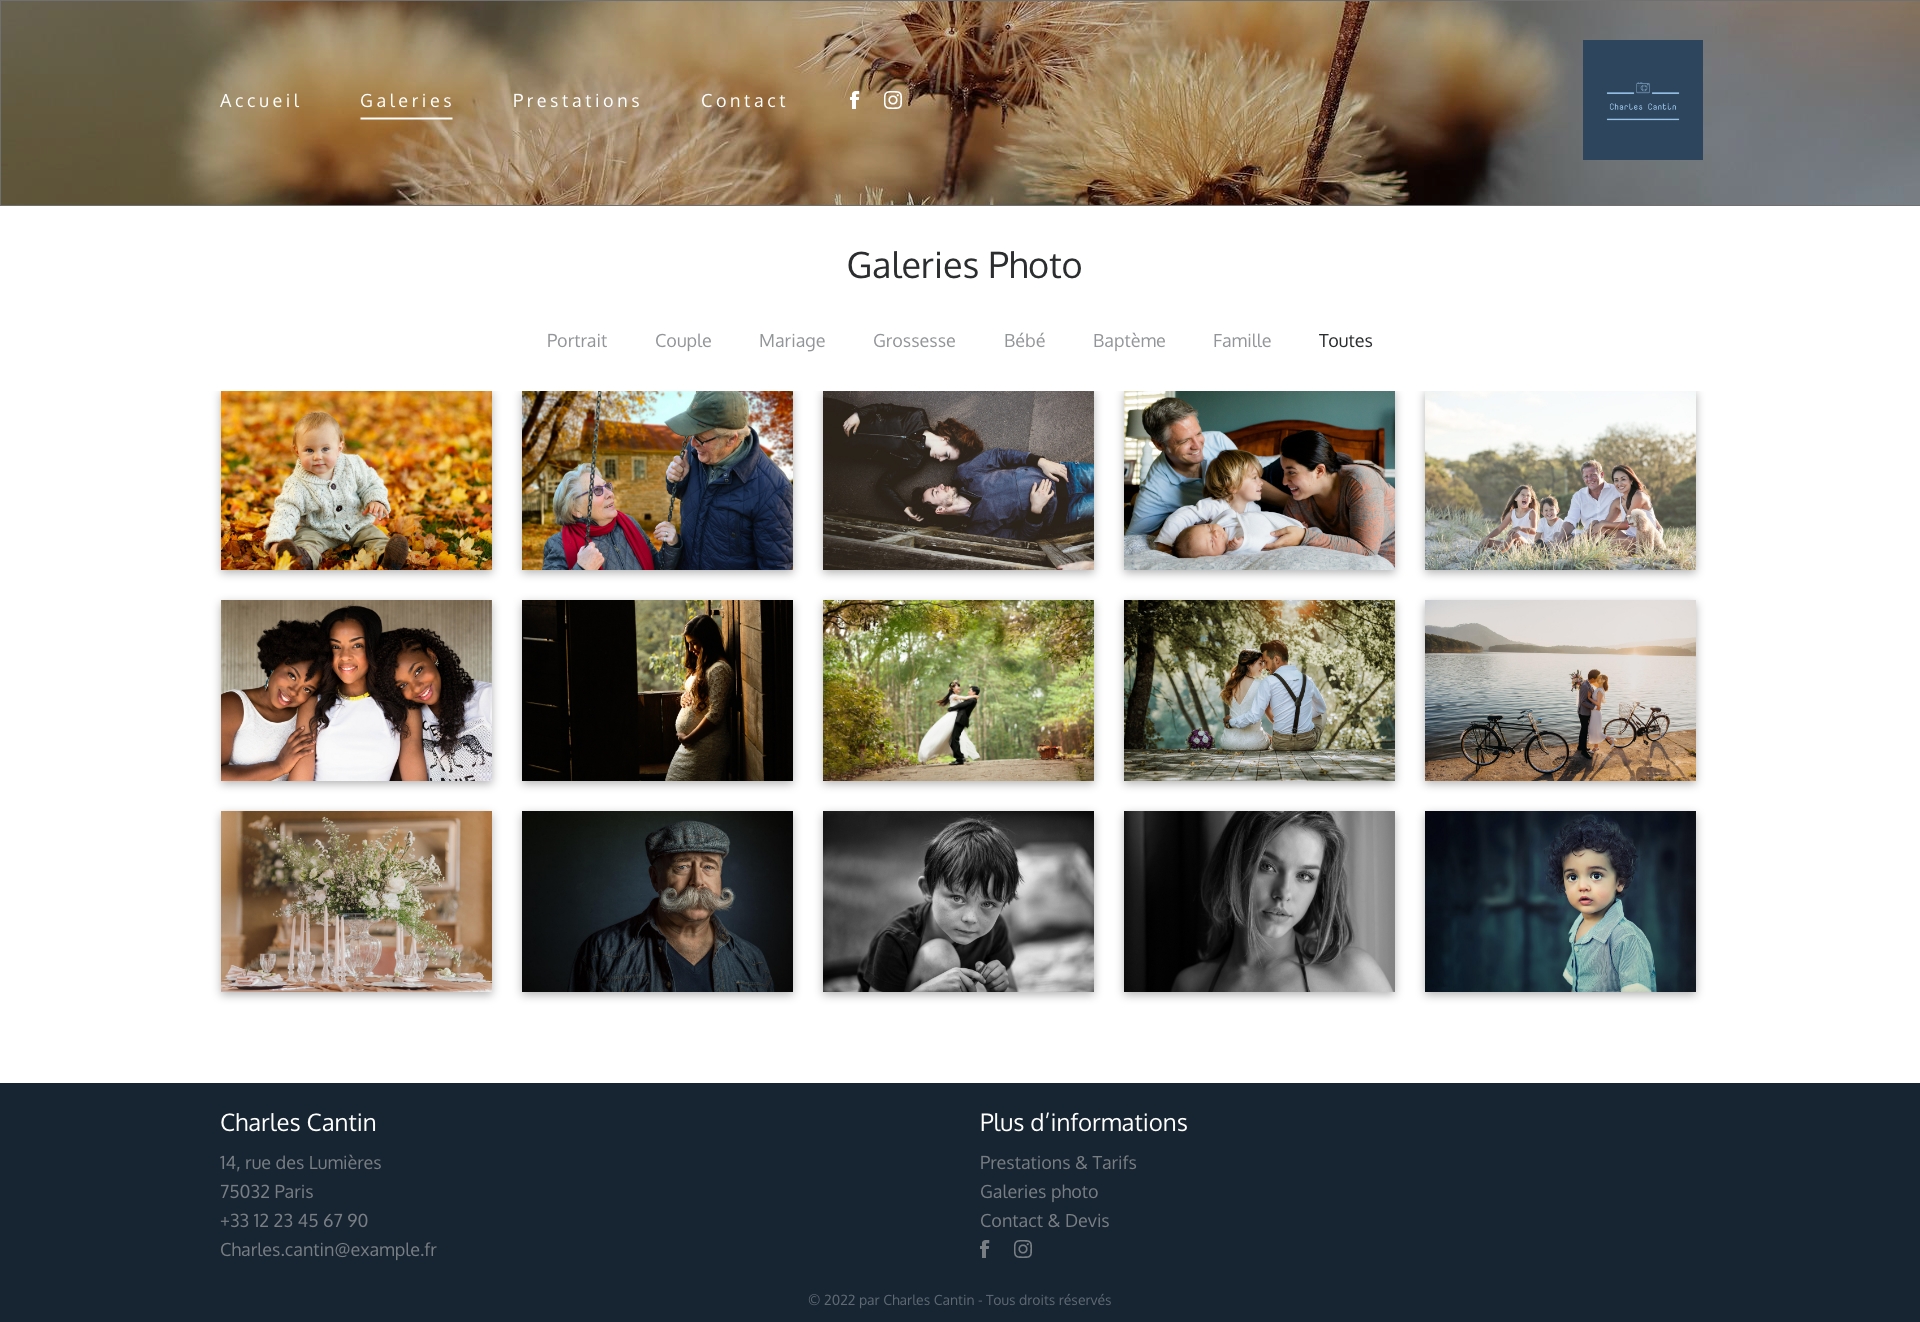 Accueil Galeries Prestations Contact
Charles Cantin
Galeries Photo
Portrait Couple Mariage Grossesse Bébé Baptème Famille Toutes
Charles Cantin
14, rue des Lumières
75032 Paris
+33 12 23 45 67 90
Charles.cantin@example.fr
Plus d’informations
Prestations & Tarifs
Galeries photo
Contact & Devis
© 2022 par Charles Cantin - Tous droits réservés